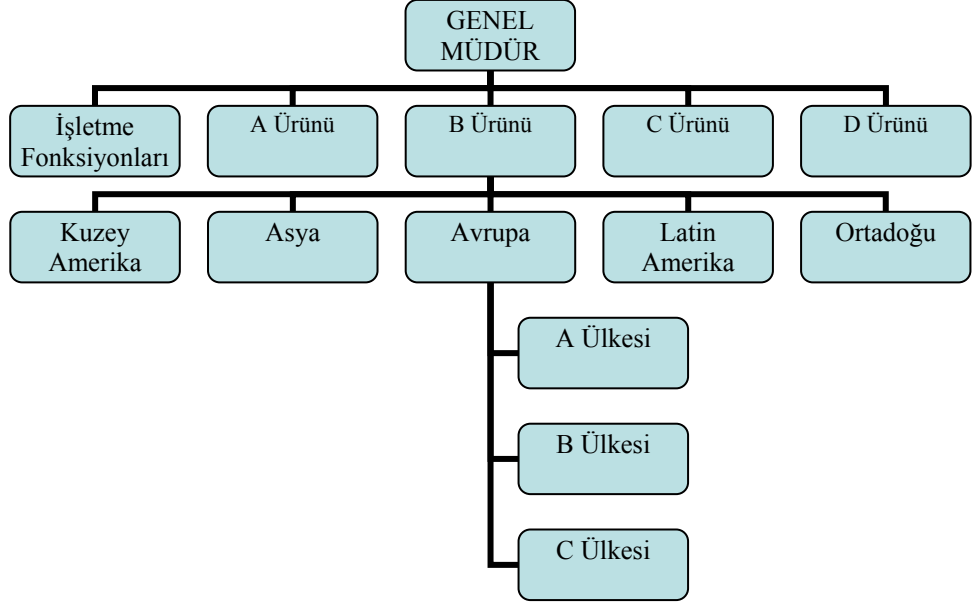 GENEL
MÜDÜR
İşletme
Fonksiyonları
A Ürünü
B Ürünü
C Ürünü
D Ürünü
Kuzey
Amerika
Asya
Avrupa
Latin
Amerika
Ortadoğu
A Ülkesi
B Ülkesi
C Ülkesi